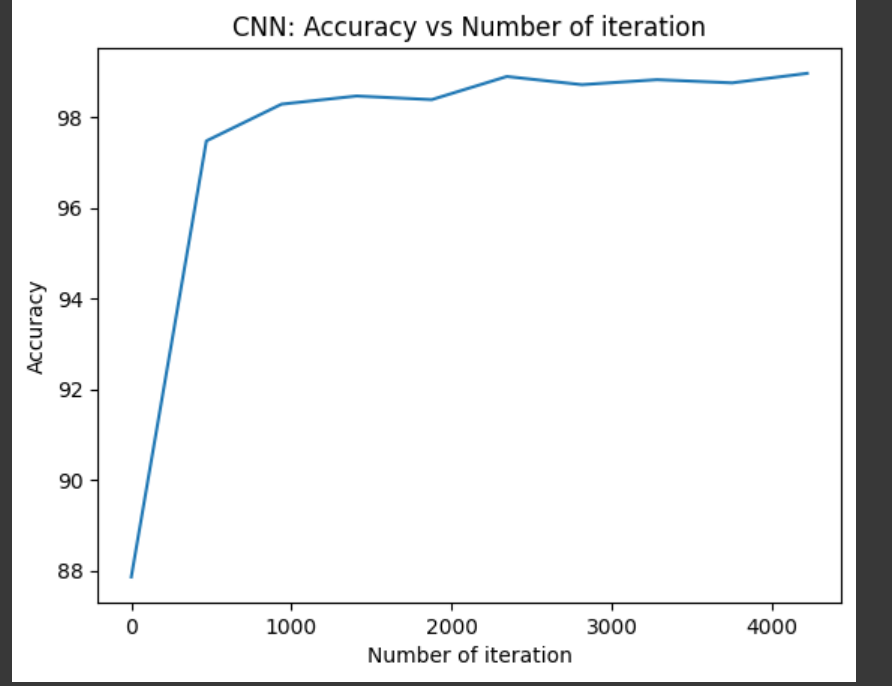 CNN: Accuracy vs Number of iteration
98
96
94
92
90
88
Accuracy
0 1000 2000 3000 4000
Number of iteration